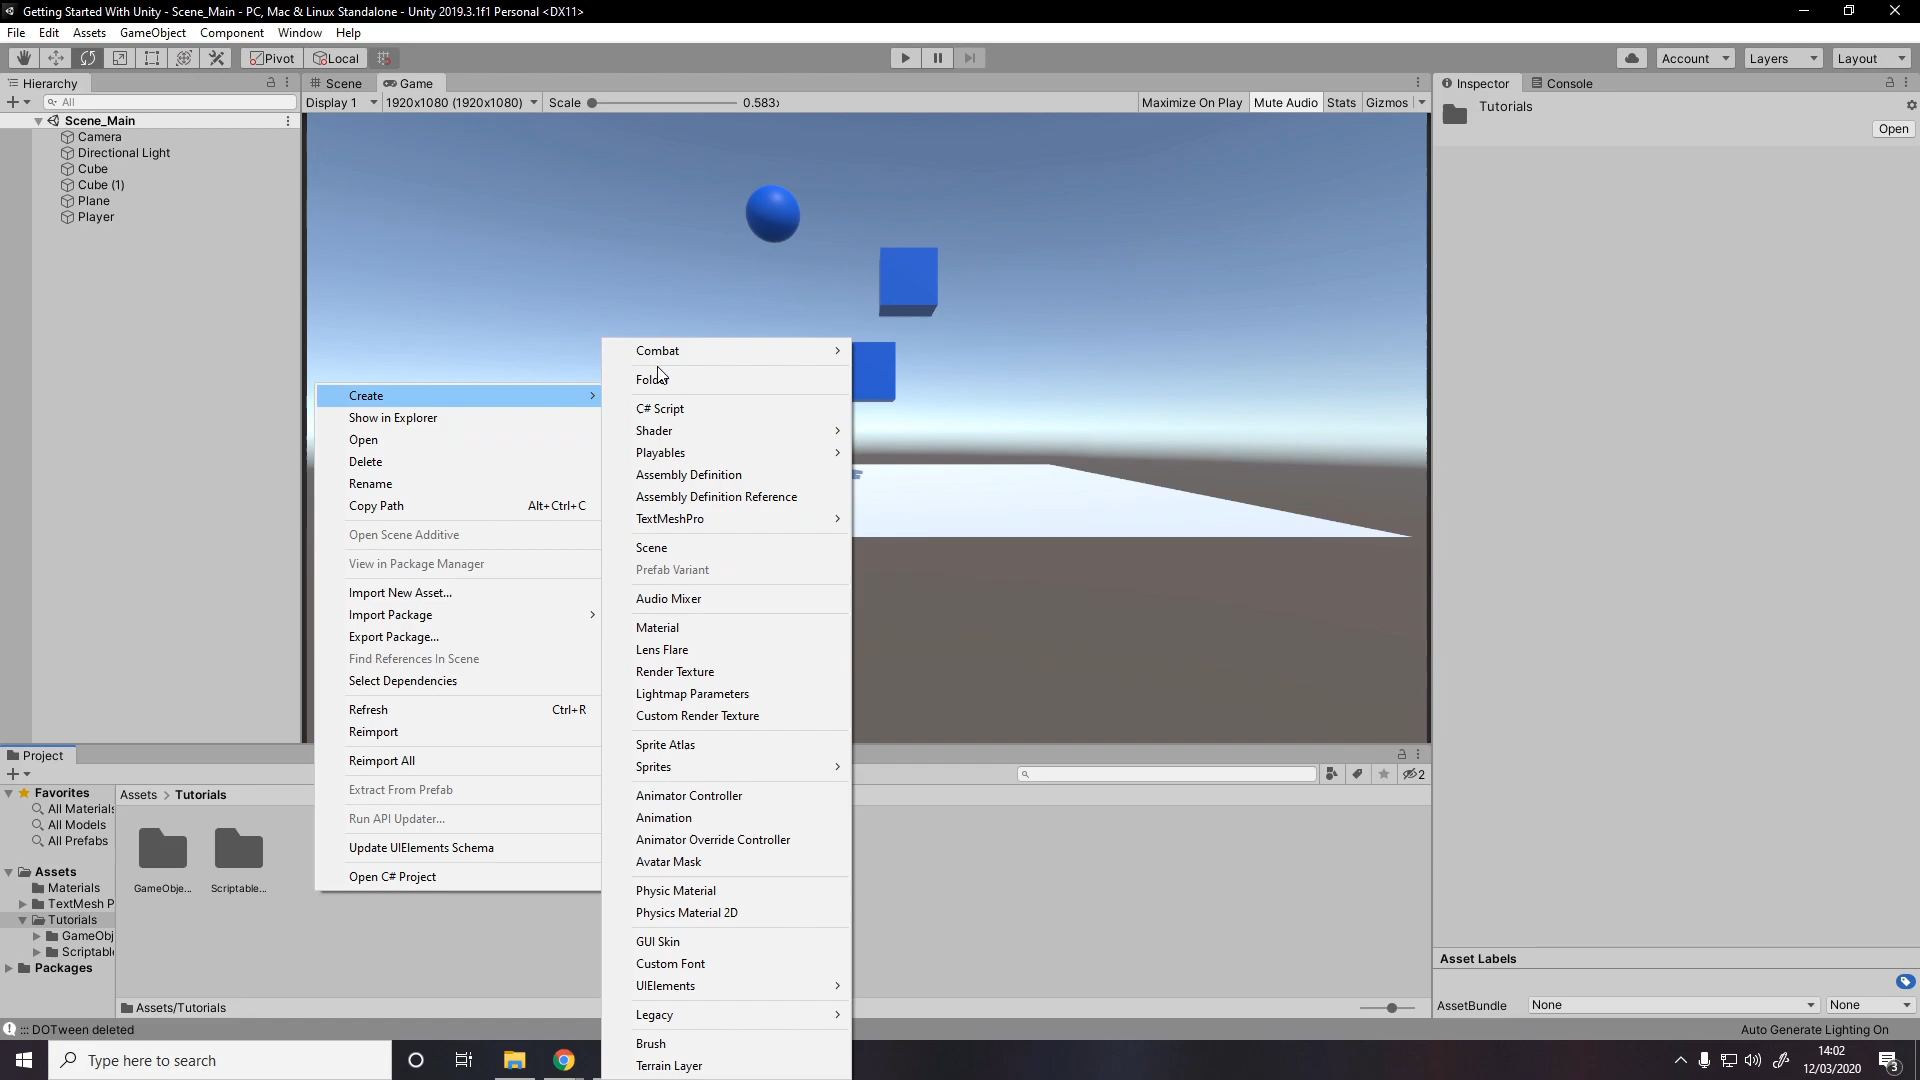 Getting Started With Unity - Scene_Main - PC, Mac & Linux Standalone - Unity 2019.3.1f1 Personal <DX11>
File Edit Assets GameObject Component Window Help
Pivot Local Account Layers Layout
Hierarchy
Scene Game
Inspector Console
All
Display 1 1920x1080 (1920x1080) Scale 0.583x Maximize On Play Mute Audio Stats Gizmos
Tutorials
Open
Scene_Main
Camera
Directional Light
Cube
Cube (1)
Plane
Player
Create
Show in Explorer
Open
Delete
Rename
Copy Path Alt+Ctrl+C
Open Scene Additive
View in Package Manager
Import New Asset...
Import Package
Export Package...
Find References In Scene
Select Dependencies
Refresh Ctrl+R
Reimport
Reimport All
Extract From Prefab
Run API Updater...
Update UIElements Schema
Open C# Project
Combat
Folder
C# Script
Shader
Playables
Assembly Definition
Assembly Definition Reference
TextMeshPro
Scene
Prefab Variant
Audio Mixer
Material
Lens Flare
Render Texture
Lightmap Parameters
Custom Render Texture
Sprite Atlas
Sprites
Animator Controller
Animation
Animator Override Controller
Avatar Mask
Physic Material
Physics Material 2D
GUI Skin
Custom Font
UIElements
Legacy
Brush
Terrain Layer
Project
2
Favorites
All Materials
All Models
All Prefabs
Assets
Materials
TextMesh P
Tutorials
GameObj
Scriptabl
Packages
Assets > Tutorials
GameObje...
Scriptable...
Assets/Tutorials
Asset Labels
AssetBundle None None
::: DOTween deleted
Auto Generate Lighting On
Type here to search
14:02
12/03/2020
3